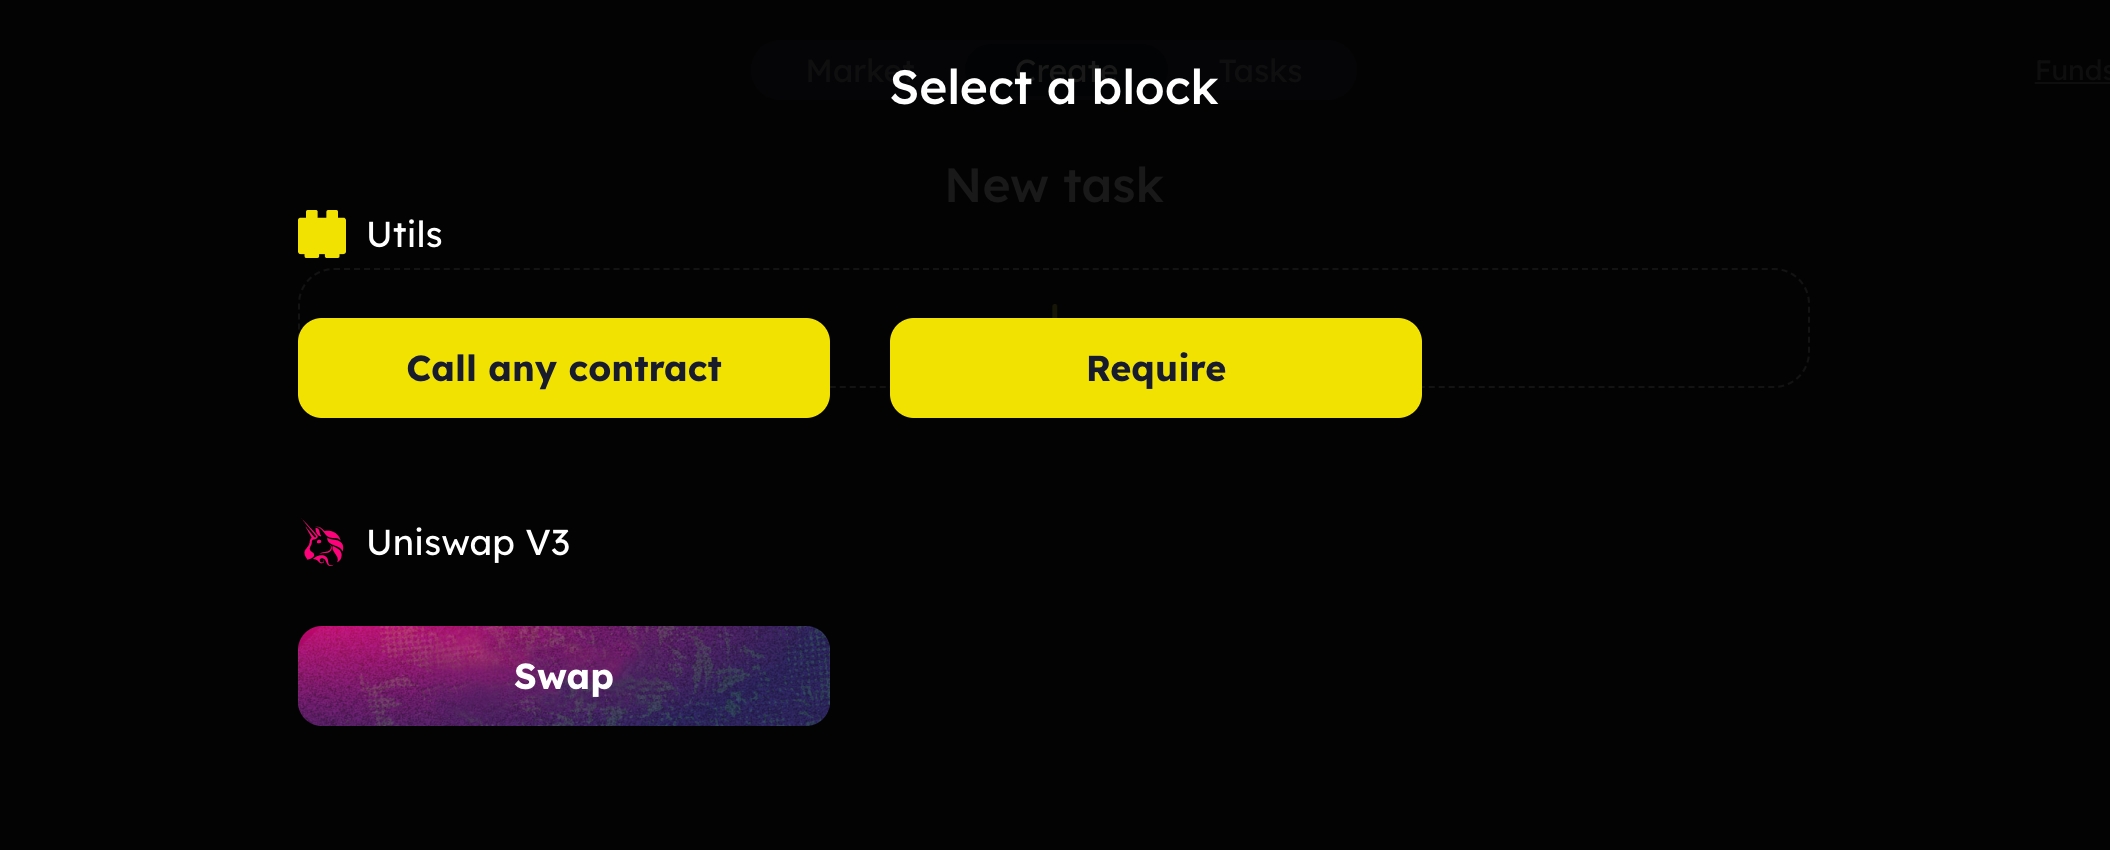 Market Create Tasks Funds
Select a block
New task
Utils
Call any contract Require
Uniswap V3
Swap